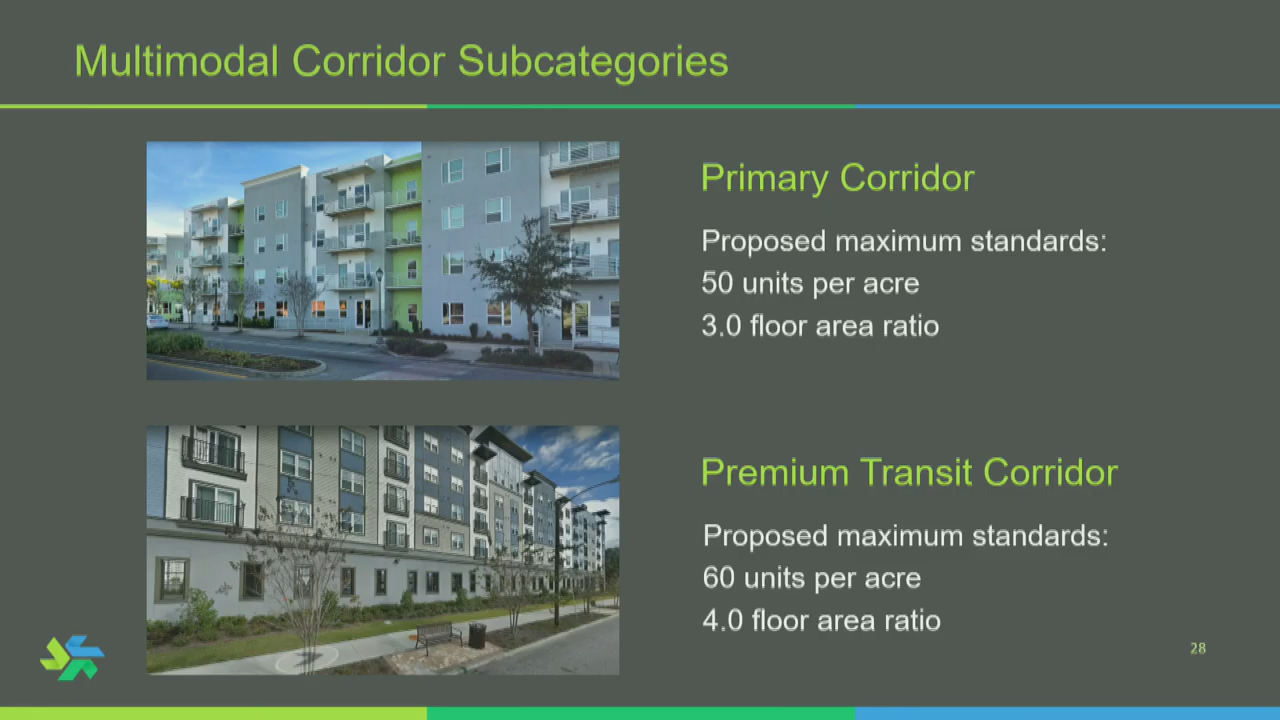 Multimodal Corridor Subcategories
Primary Corridor
Proposed maximum standards:
50 units per acre
3.0 floor area ratio
Premium Transit Corridor
Proposed maximum standards:
60 units per acre
4.0 floor area ratio
28